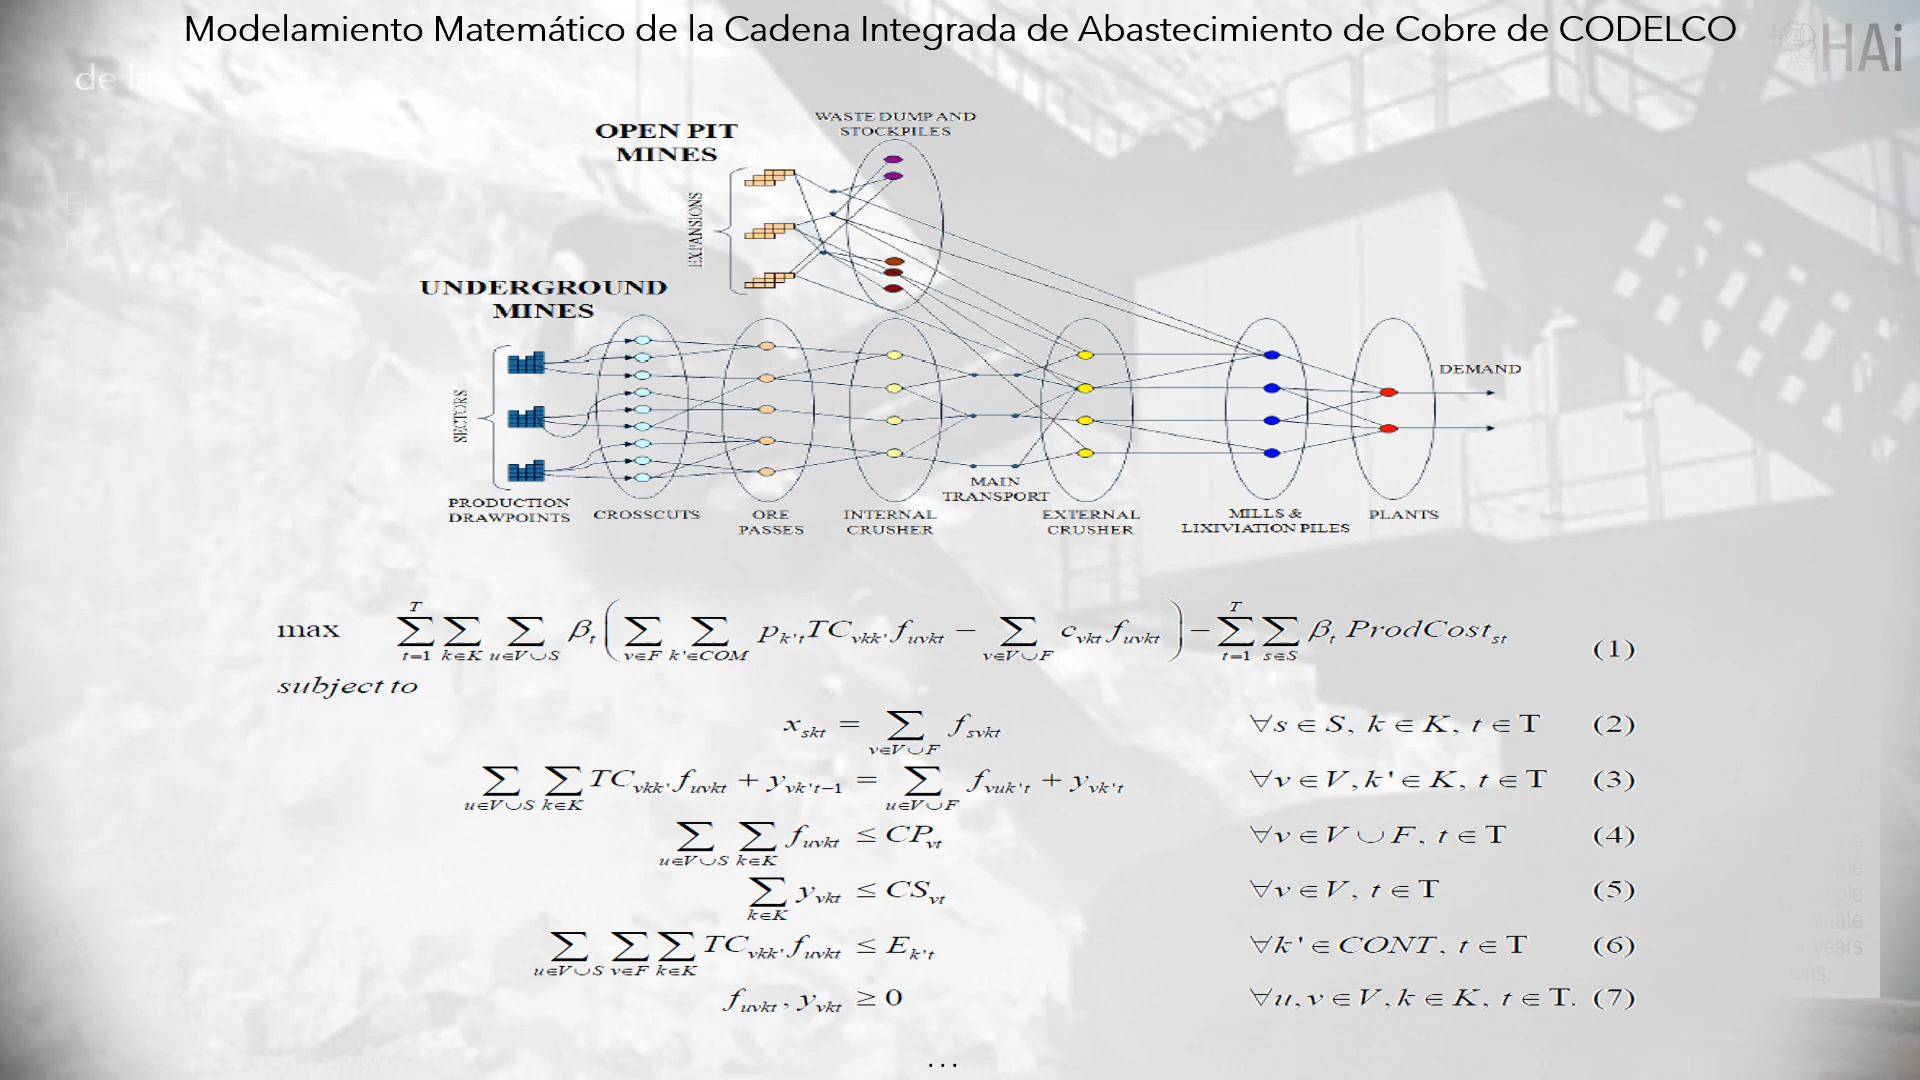 Modelamiento Matemático de la Cadena Integrada de Abastecimiento de Cobre de CODELCO
HAi
de la
WASTE DUMP AND
STOCKPILES
OPEN PIT
MINES
EXPANSIONS
UNDERGROUND
MINES
SECTORS
DEMAND
PRODUCTION
DRAWPOINTS
CROSSCUTS
ORE
PASSES
INTERNAL
CRUSHER
MAIN
TRANSPORT
EXTERNAL
CRUSHER
MILLS &
LIXIVIATION PILES
PLANTS
max ∑_{t=1}^{T} ∑_{k∈K} ∑_{u∈V∪S} β_t ( ∑_{v∈F} ∑_{k'∈COM} p_{k't} TC_{vkk'} f_{uvkt} − ∑_{v∈V∪F} c_{vkt} f_{uvkt} ) − ∑_{t=1}^{T} ∑_{s∈S} β_t ProdCost_{st} (1)
subject to
x_{skt} = ∑_{v∈V∪F} f_{svkt} ∀s ∈ S, k ∈ K, t ∈ T (2)
∑_{u∈V∪S} ∑_{k∈K} TC_{vkk'} f_{uvkt} + y_{vk't−1} = ∑_{u∈V∪F} f_{vuk't} + y_{vk't} ∀v ∈ V, k' ∈ K, t ∈ T (3)
∑_{u∈V∪S} ∑_{k∈K} f_{uvkt} ≤ CP_{vt} ∀v ∈ V ∪ F, t ∈ T (4)
∑_{k∈K} y_{vkt} ≤ CS_{vt} ∀v ∈ V, t ∈ T (5)
∑_{u∈V∪S} ∑_{v∈F} ∑_{k∈K} TC_{vkk'} f_{uvkt} ≤ E_{k't} ∀k' ∈ CONT, t ∈ T (6)
f_{uvkt}, y_{vkt} ≥ 0 ∀u, v ∈ V, k ∈ K, t ∈ T. (7)
years
...